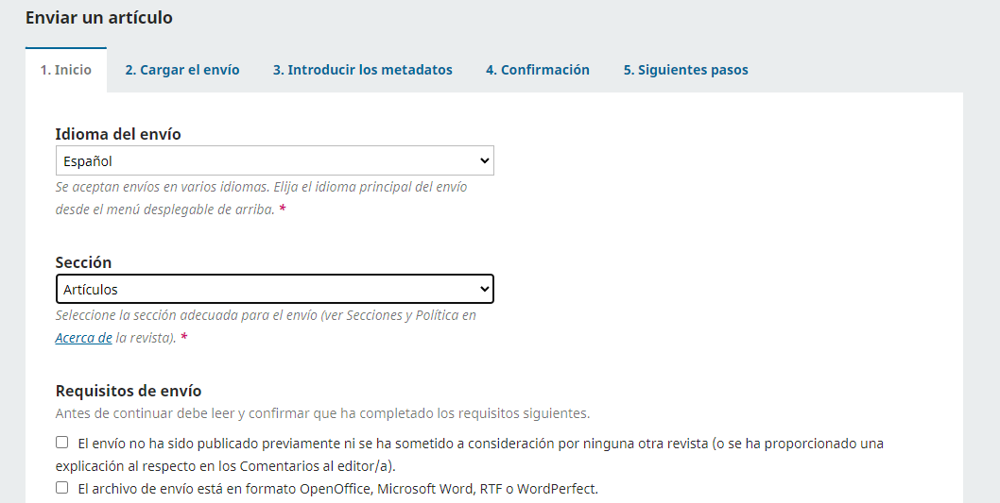 Enviar un artículo
1. Inicio 2. Cargar el envío 3. Introducir los metadatos 4. Confirmación 5. Siguientes pasos
Idioma del envío
Español
Se aceptan envíos en varios idiomas. Elija el idioma principal del envío
desde el menú desplegable de arriba. *
Sección
Artículos
Seleccione la sección adecuada para el envío (ver Secciones y Política en
Acerca de la revista). *
Requisitos de envío
Antes de continuar debe leer y confirmar que ha completado los requisitos siguientes.
El envío no ha sido publicado previamente ni se ha sometido a consideración por ninguna otra revista (o se ha proporcionado una
explicación al respecto en los Comentarios al editor/a).
El archivo de envío está en formato OpenOffice, Microsoft Word, RTF o WordPerfect.